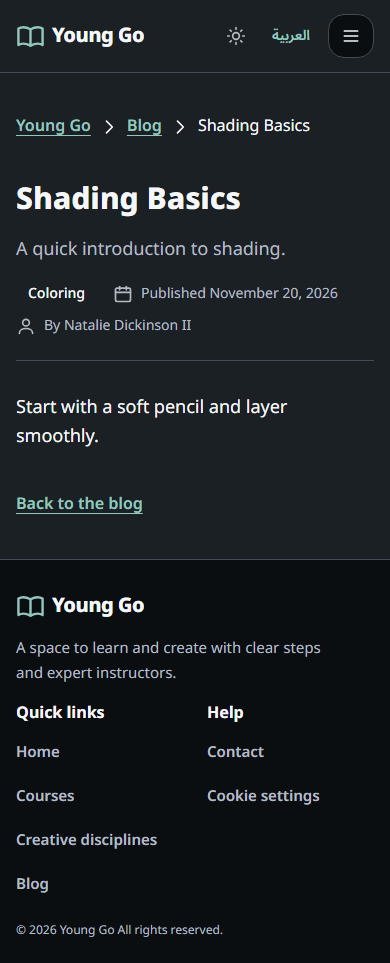 Young Go
العربية
Young Go > Blog > Shading Basics
Shading Basics
A quick introduction to shading.
Coloring
Published November 20, 2026
By Natalie Dickinson II
Start with a soft pencil and layer
smoothly.
Back to the blog
Young Go
A space to learn and create with clear steps
and expert instructors.
Quick links
Home
Courses
Creative disciplines
Blog
Help
Contact
Cookie settings
© 2026 Young Go All rights reserved.